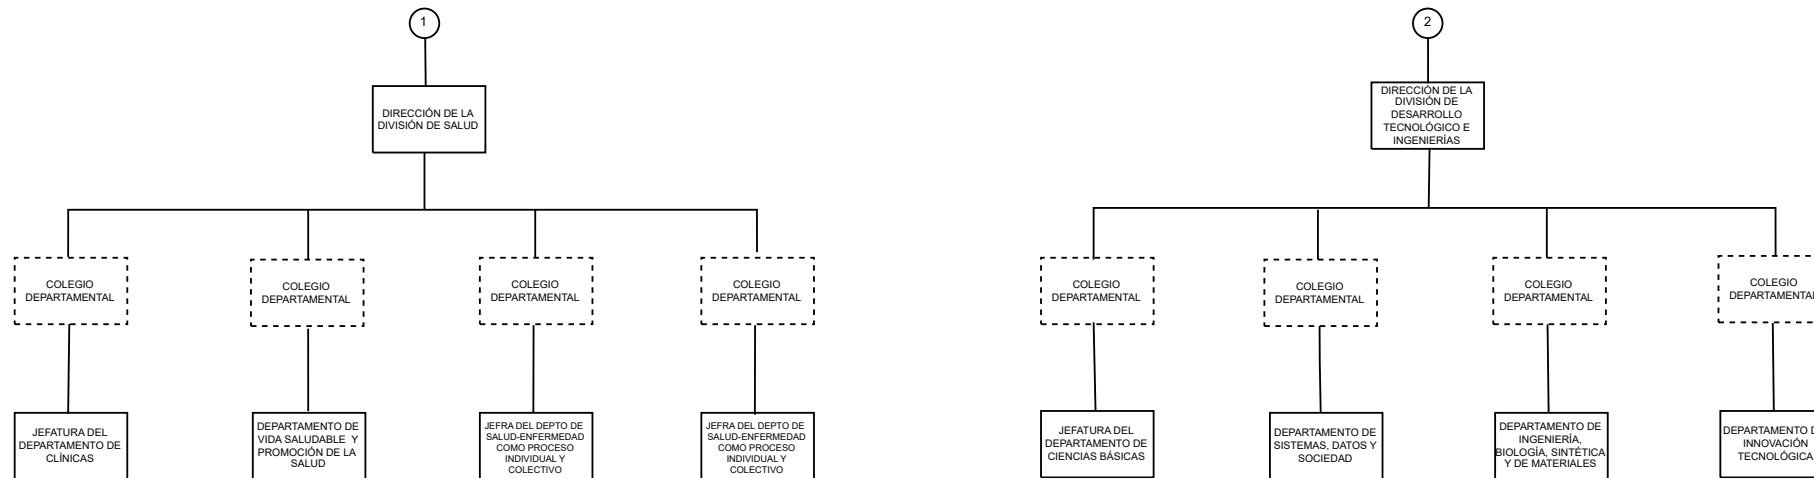 1
DIRECCIÓN DE LA
DIVISIÓN DE SALUD
COLEGIO
DEPARTAMENTAL
COLEGIO
DEPARTAMENTAL
COLEGIO
DEPARTAMENTAL
COLEGIO
DEPARTAMENTAL
JEFATURA DEL
DEPARTAMENTO DE
CLÍNICAS
DEPARTAMENTO DE
VIDA SALUDABLE Y
PROMOCIÓN DE LA
SALUD
JEFRA DEL DEPTO DE
SALUD-ENFERMEDAD
COMO PROCESO
INDIVIDUAL Y
COLECTIVO
JEFRA DEL DEPTO DE
SALUD-ENFERMEDAD
COMO PROCESO
INDIVIDUAL Y
COLECTIVO
2
DIRECCIÓN DE LA
DIVISIÓN DE
DESARROLLO
TECNOLÓGICO E
INGENIERÍAS
COLEGIO
DEPARTAMENTAL
COLEGIO
DEPARTAMENTAL
COLEGIO
DEPARTAMENTAL
COLEGIO
DEPARTAMENTAL
JEFATURA DEL
DEPARTAMENTO DE
CIENCIAS BÁSICAS
DEPARTAMENTO DE
SISTEMAS, DATOS Y
SOCIEDAD
DEPARTAMENTO DE
INGENIERÍA,
BIOLOGÍA, SINTÉTICA
Y DE MATERIALES
DEPARTAMENTO
INNOVACIÓN
TECNOLÓGICA